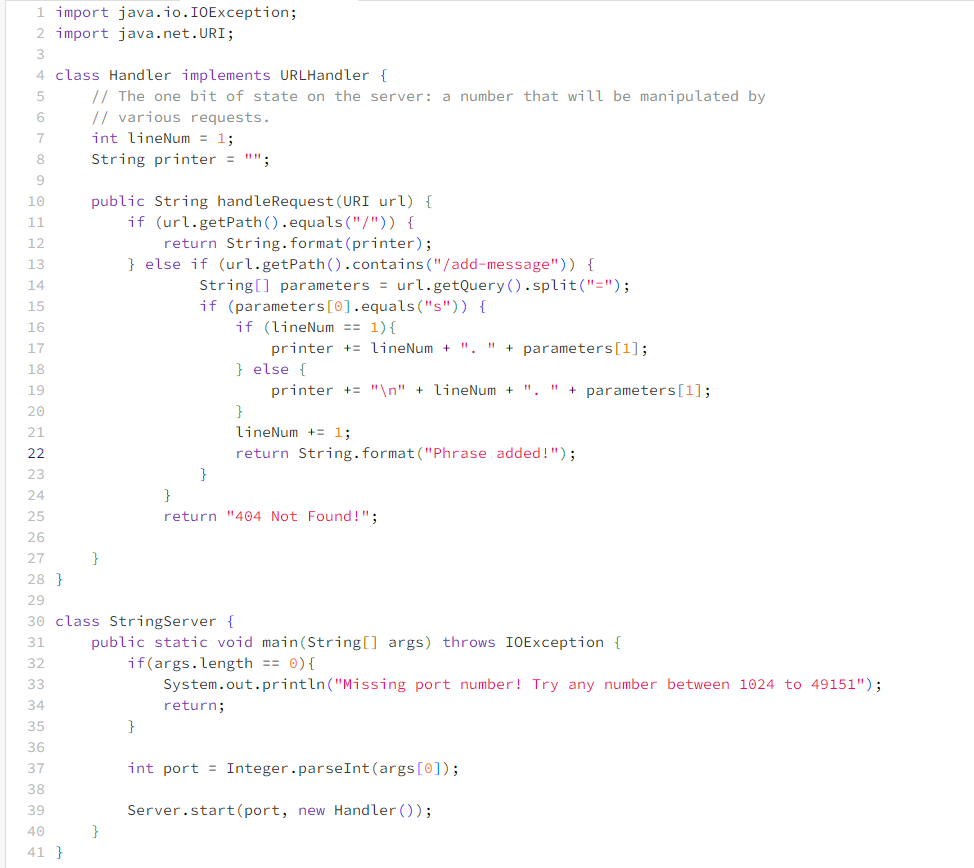 1 import java.io.IOException;
2 import java.net.URI;
3
4 class Handler implements URLHandler {
5     // The one bit of state on the server: a number that will be manipulated by
6     // various requests.
7     int lineNum = 1;
8     String printer = "";
9
10     public String handleRequest(URI url) {
11         if (url.getPath().equals("/")) {
12             return String.format(printer);
13         } else if (url.getPath().contains("/add-message")) {
14                 String[] parameters = url.getQuery().split("=");
15                 if (parameters[0].equals("s")) {
16                     if (lineNum == 1){
17                         printer += lineNum + ". " + parameters[1];
18                     } else {
19                         printer += "\n" + lineNum + ". " + parameters[1];
20                     }
21                     lineNum += 1;
22                     return String.format("Phrase added!");
23                 }
24             }
25             return "404 Not Found!";
26
27     }
28 }
29
30 class StringServer {
31     public static void main(String[] args) throws IOException {
32         if(args.length == 0){
33             System.out.println("Missing port number! Try any number between 1024 to 49151");
34             return;
35         }
36
37         int port = Integer.parseInt(args[0]);
38
39         Server.start(port, new Handler());
40     }
41 }